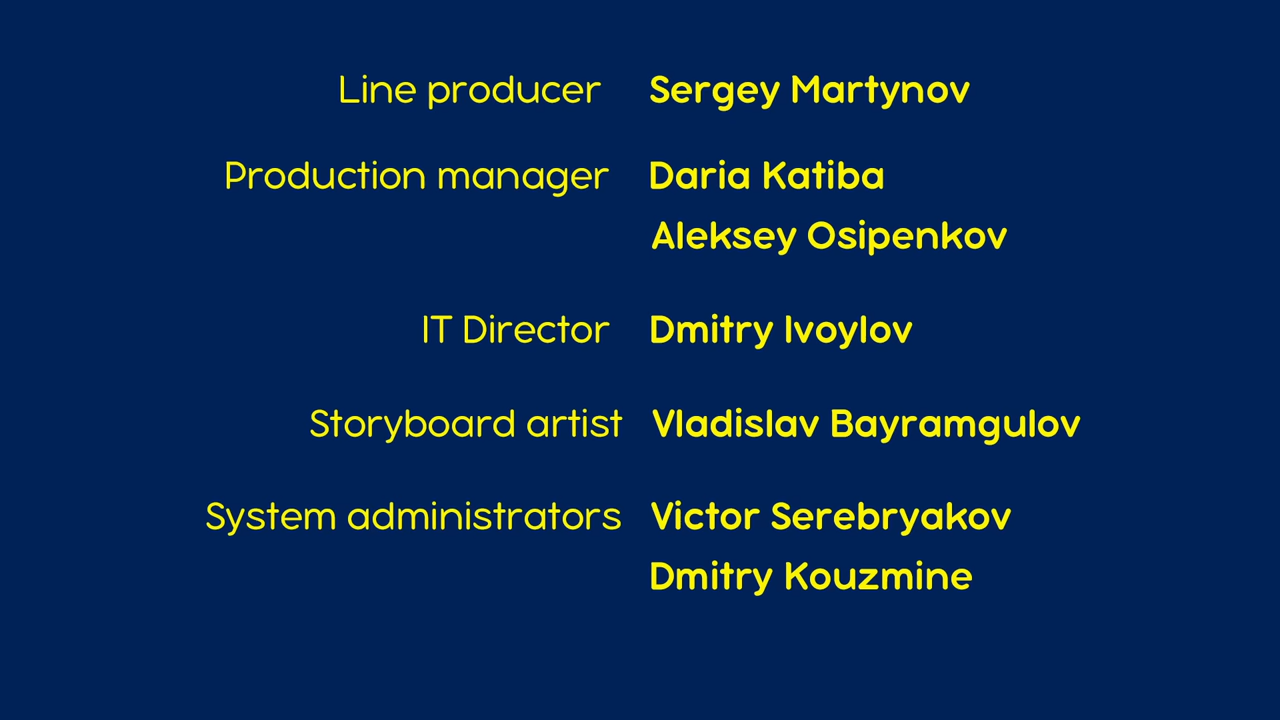 Line producer Sergey Martynov
Production manager Daria Katiba
Aleksey Osipenkov
IT Director Dmitry Ivoylov
Storyboard artist Vladislav Bayramgulov
System administrators Victor Serebryakov
Dmitry Kouzmine